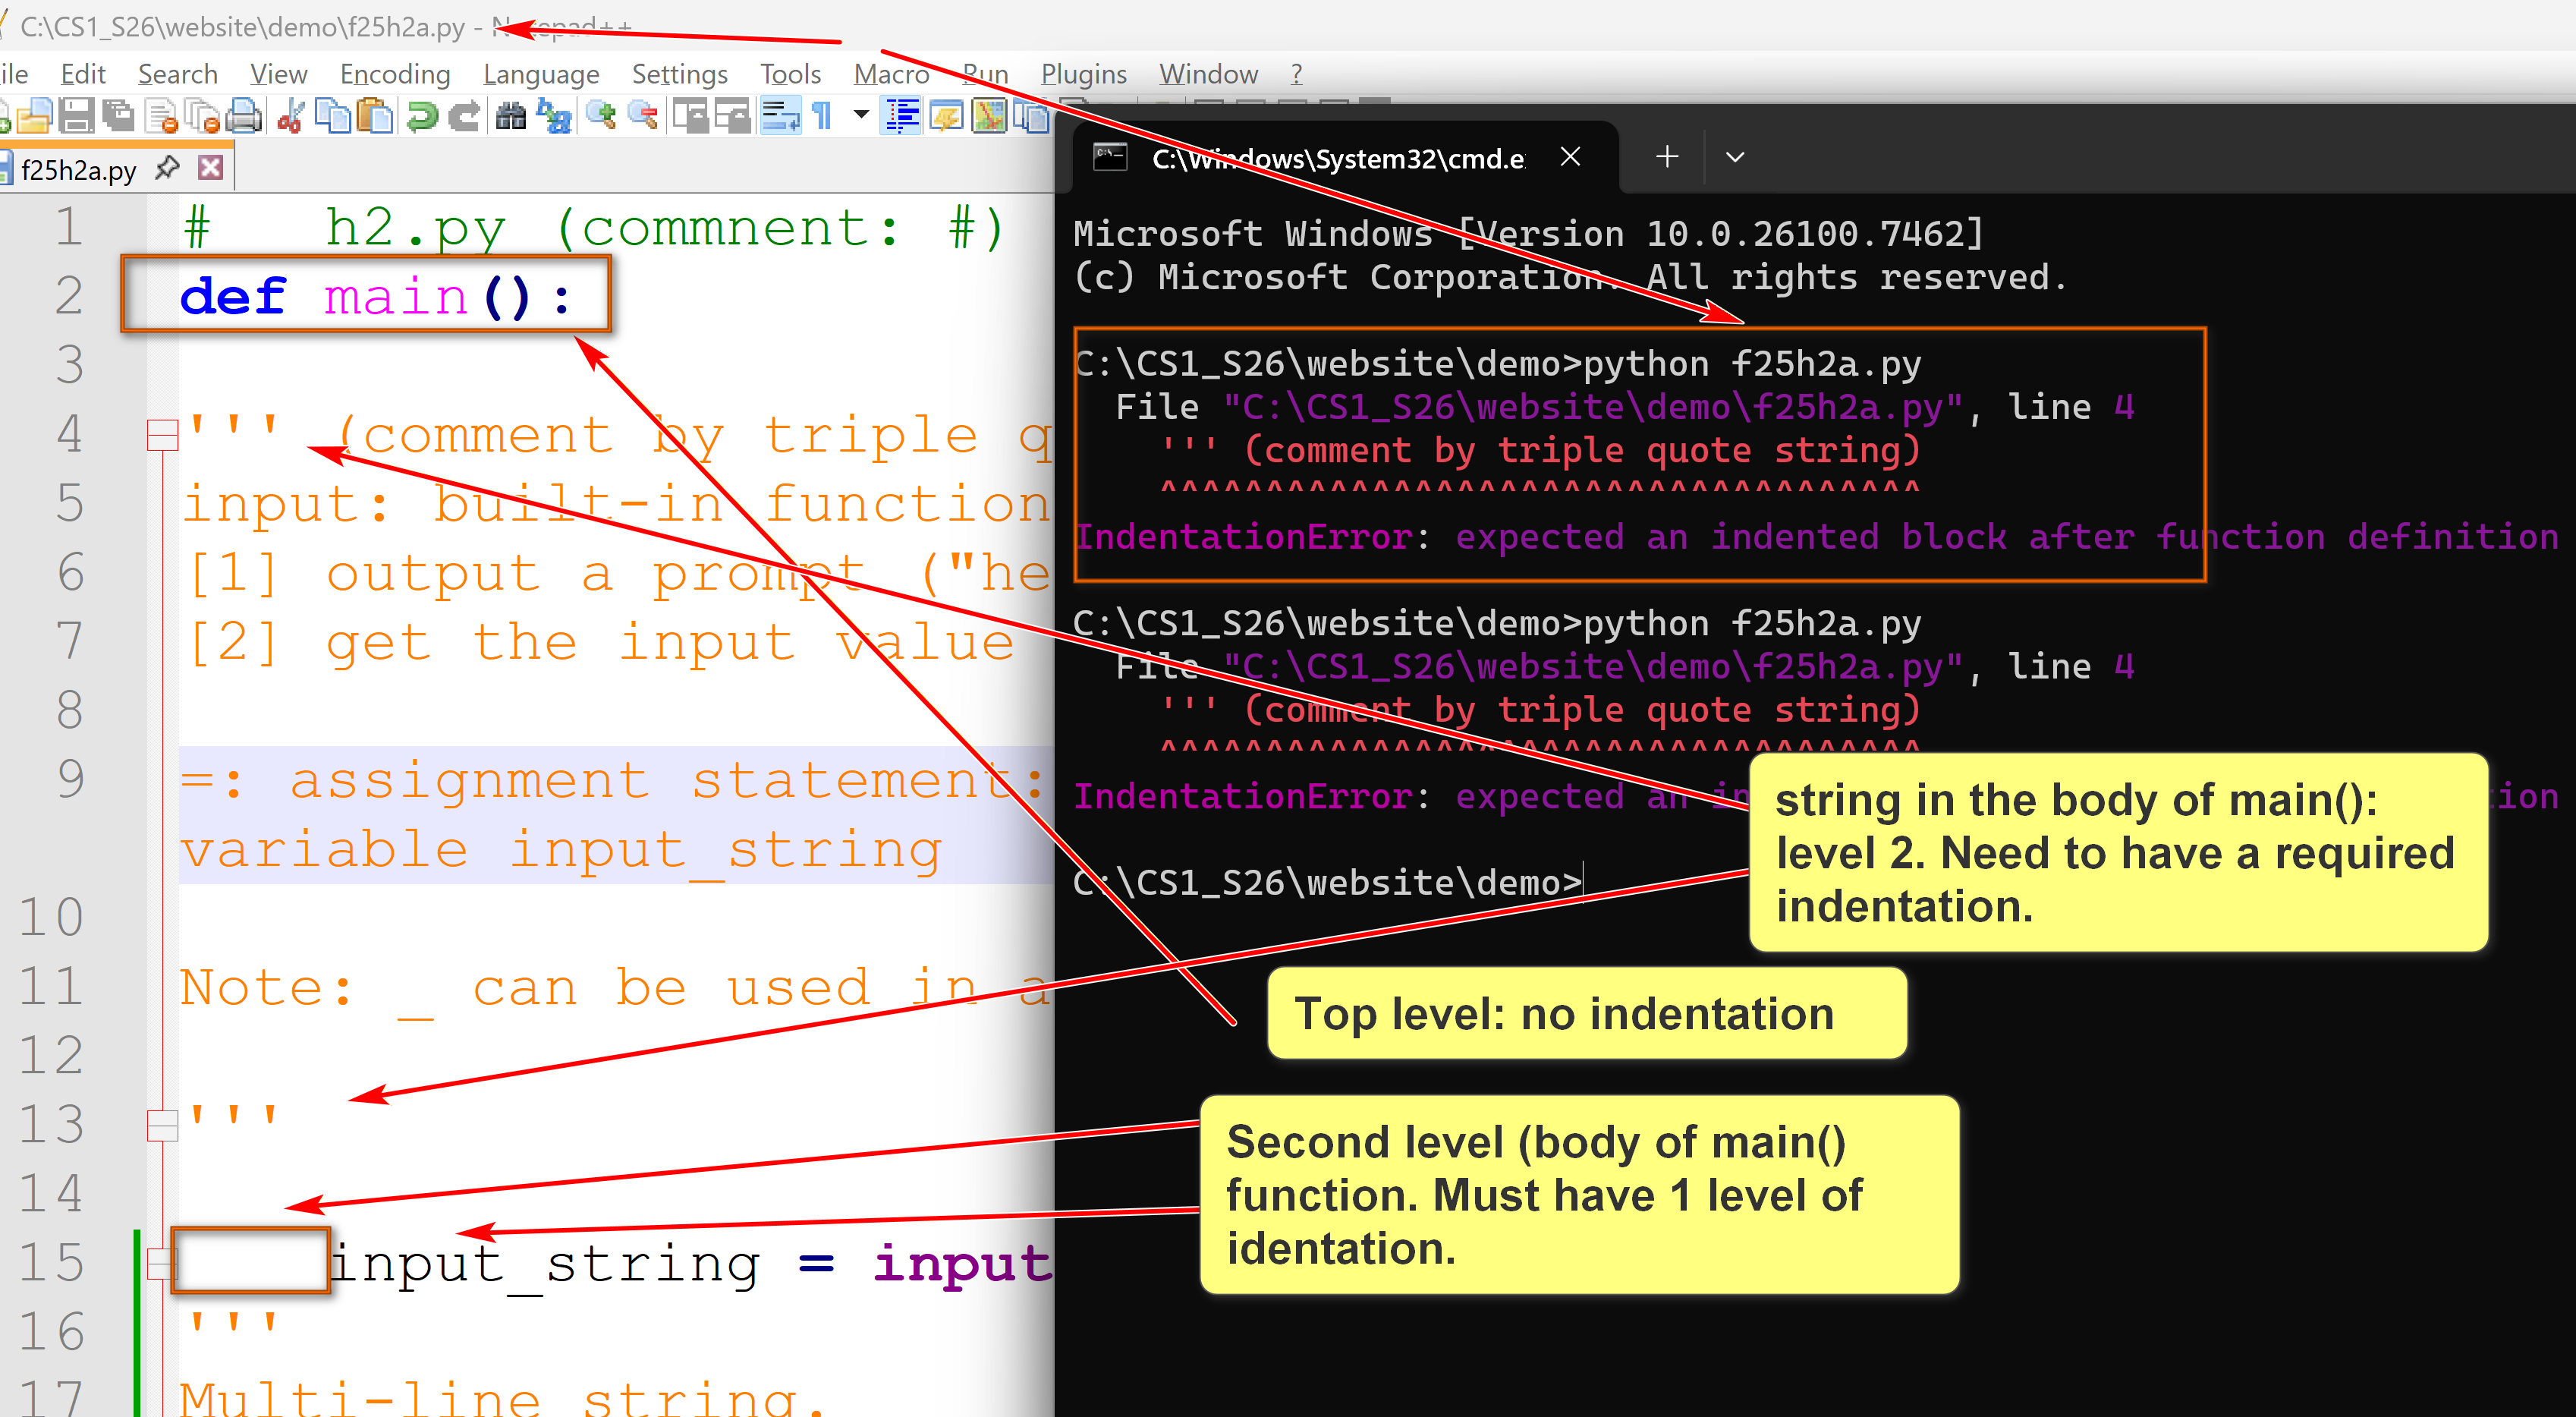 C:\CS1_S26\website\demo\f25h2a.py - Notepad++
ile Edit Search View Encoding Language Settings Tools Macro Run Plugins Window ?
f25h2a.py
1 #   h2.py (commnent: #)
2 def main():
3
4 ''' (comment by triple q
5 input: built-in function
6 [1] output a prompt ("he
7 [2] get the input value
8
9 =: assignment statement:
variable input_string
10
11 Note: _ can be used in a
12
13 '''
14
15 input_string = input
16 '''
17 Multi-line string.
C:\Windows\System32\cmd.e
Microsoft Windows [Version 10.0.26100.7462]
(c) Microsoft Corporation. All rights reserved.
C:\CS1_S26\website\demo>python f25h2a.py
File "C:\CS1_S26\website\demo\f25h2a.py", line 4
''' (comment by triple quote string)
^^^^^^^^^^^^^^^^^^^^^^^^^^^^^^^^^^^^
IndentationError: expected an indented block after function definition
C:\CS1_S26\website\demo>python f25h2a.py
File "C:\CS1_S26\website\demo\f25h2a.py", line 4
''' (comment by triple quote string)
^^^^^^^^^^^^^^^^^^^^^^^^^^^^^^^^^^^^
IndentationError: expected an in ion
C:\CS1_S26\website\demo>
string in the body of main():
level 2. Need to have a required
indentation.
Top level: no indentation
Second level (body of main()
function. Must have 1 level of
identation.